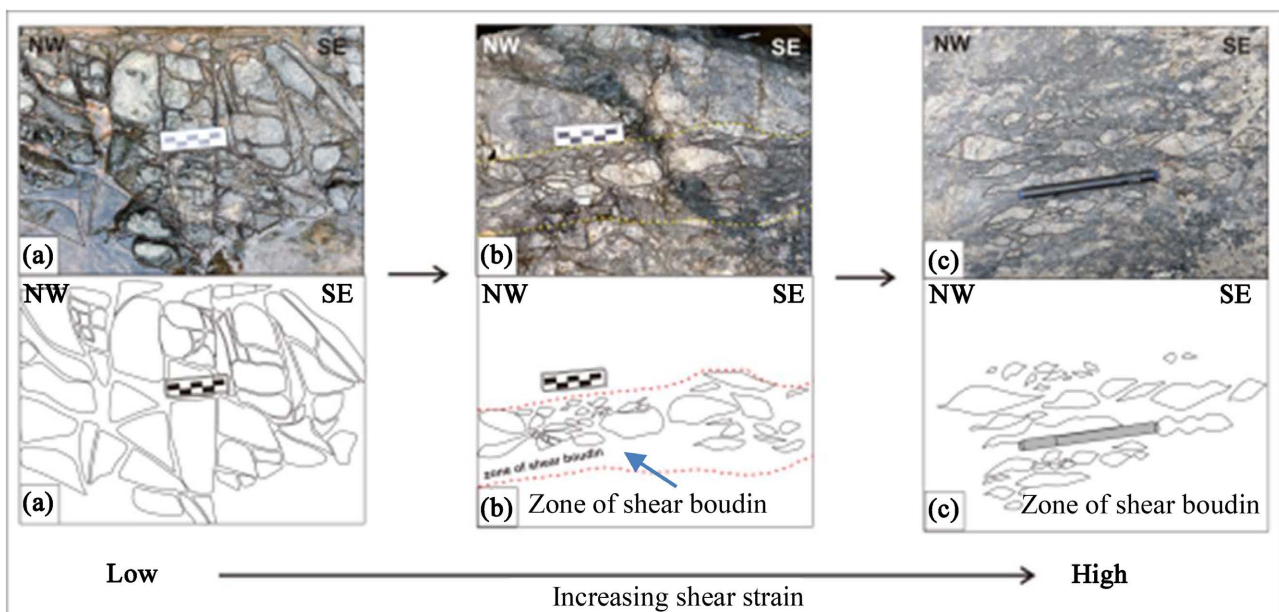 NW SE
NW SE
NW SE
(a)
(b)
(c)
NW SE
NW SE
NW SE
zone of shear boudin
(a)
(b) Zone of shear boudin
(c) Zone of shear boudin
Low
High
Increasing shear strain